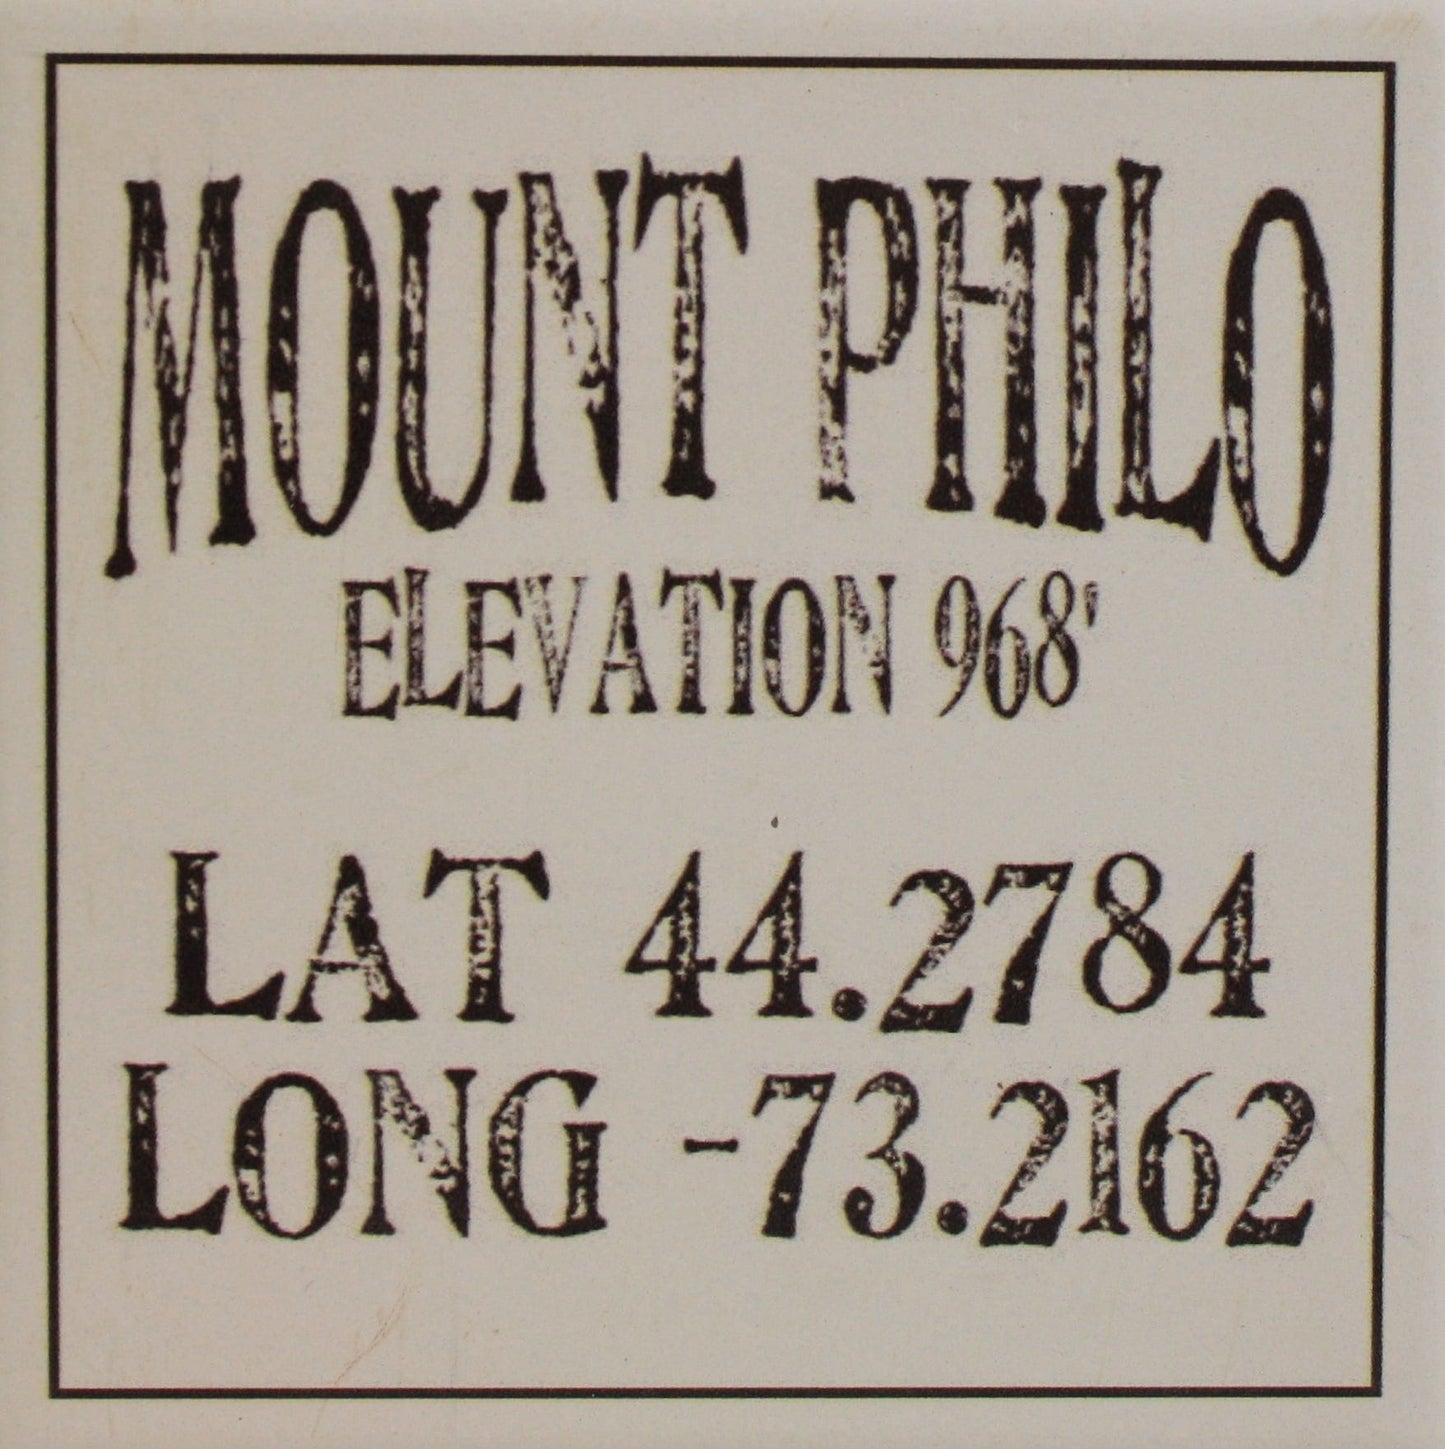 MOUNT PHILO
ELEVATION 968'
LAT 44.2784
LONG -73.2162